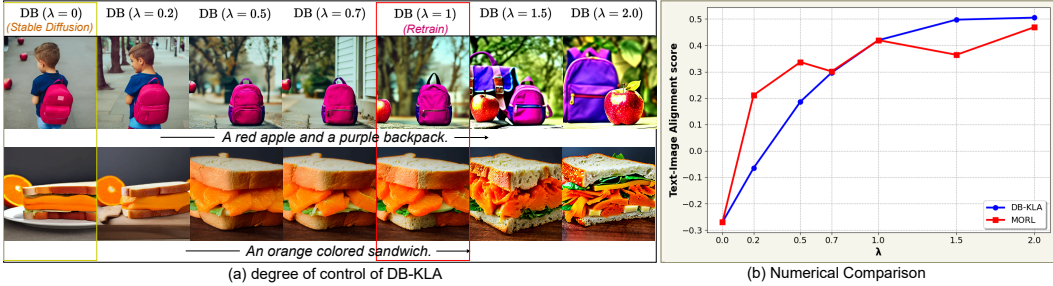 DB (λ = 0) DB (λ = 0.2) DB (λ = 0.5) DB (λ = 0.7) DB (λ = 1) DB (λ = 1.5) DB (λ = 2.0)
(Stable Diffusion) (Retrain)
A red apple and a purple backpack.
An orange colored sandwich.
(a) degree of control of DB-KLA
Text-Image Alignment score
0.5
0.4
0.3
0.2
0.1
0.0
−0.1
−0.2
−0.3
0.0 0.2 0.5 0.7 1.0 1.5 2.0
λ
DB-KLA
MORL
(b) Numerical Comparison